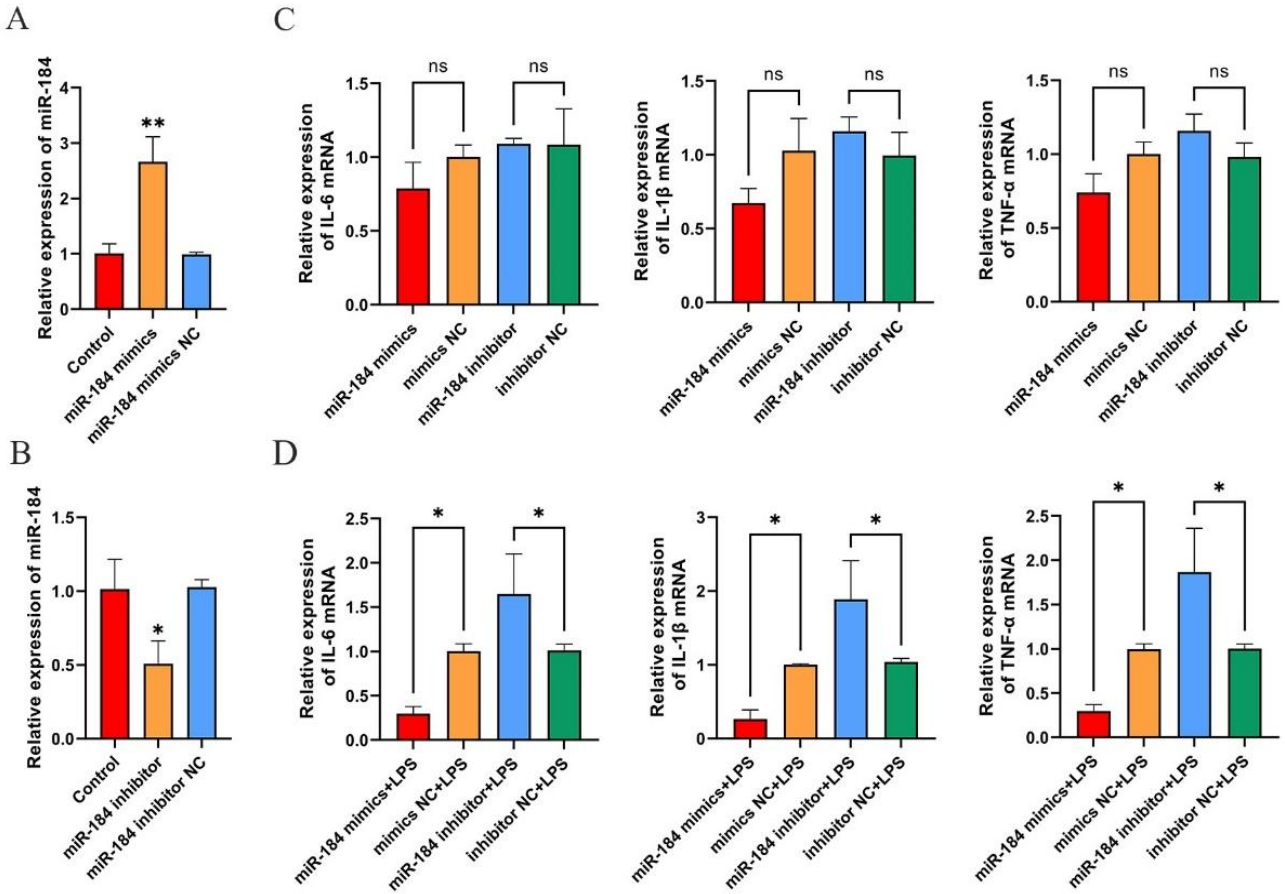 A
Relative expression of miR-184
4
3
2
1
0
**
Control
miR-184 mimics
miR-184 mimics NC
C
Relative expression
of IL-6 mRNA
1.5
1.0
0.5
0.0
ns
ns
miR-184 mimics
mimics NC
miR-184 inhibitor
inhibitor NC
Relative expression
of IL-1β mRNA
1.5
1.0
0.5
0.0
ns
ns
miR-184 mimics
mimics NC
miR-184 inhibitor
inhibitor NC
Relative expression
of TNF-α mRNA
1.5
1.0
0.5
0.0
ns
ns
miR-184 mimics
mimics NC
miR-184 inhibitor
inhibitor NC
B
Relative expression of miR-184
1.5
1.0
0.5
0.0
*
Control
miR-184 inhibitor
miR-184 inhibitor NC
D
Relative expression
of IL-6 mRNA
2.5
2.0
1.5
1.0
0.5
0.0
*
*
miR-184 mimics+LPS
mimics NC+LPS
miR-184 inhibitor+LPS
inhibitor NC+LPS
Relative expression
of IL-1β mRNA
3
2
1
0
*
*
miR-184 mimics+LPS
mimics NC+LPS
miR-184 inhibitor+LPS
inhibitor NC+LPS
Relative expression
of TNF-α mRNA
2.5
2.0
1.5
1.0
0.5
0.0
*
*
miR-184 mimics+LPS
mimics NC+LPS
miR-184 inhibitor+LPS
inhibitor NC+LPS